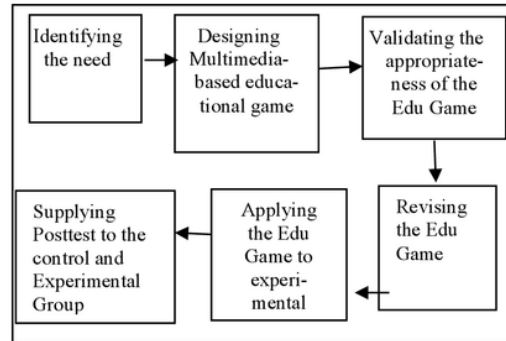 Identifying
the need
Designing
Multimedia-
based educa-
tional game
Validating the
appropriate-
ness of the
Edu Game
Revising
the Edu
Game
Applying
the Edu
Game to
experi-
mental
Supplying
Posttest to the
control and
Experimental
Group